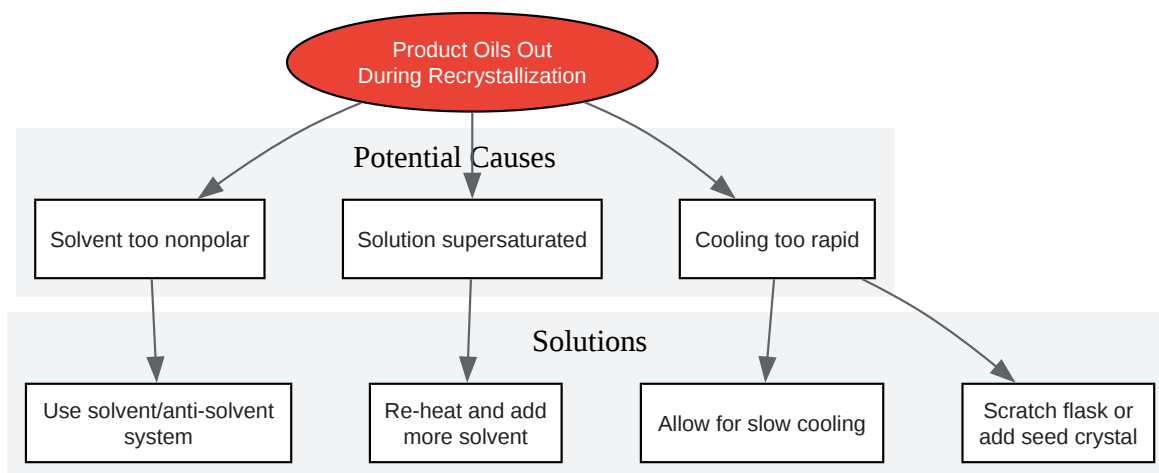 Product Oils Out
During Recrystallization
Potential Causes
Solvent too nonpolar
Solution supersaturated
Cooling too rapid
Solutions
Use solvent/anti-solvent
system
Re-heat and add
more solvent
Allow for slow cooling
Scratch flask or
add seed crystal